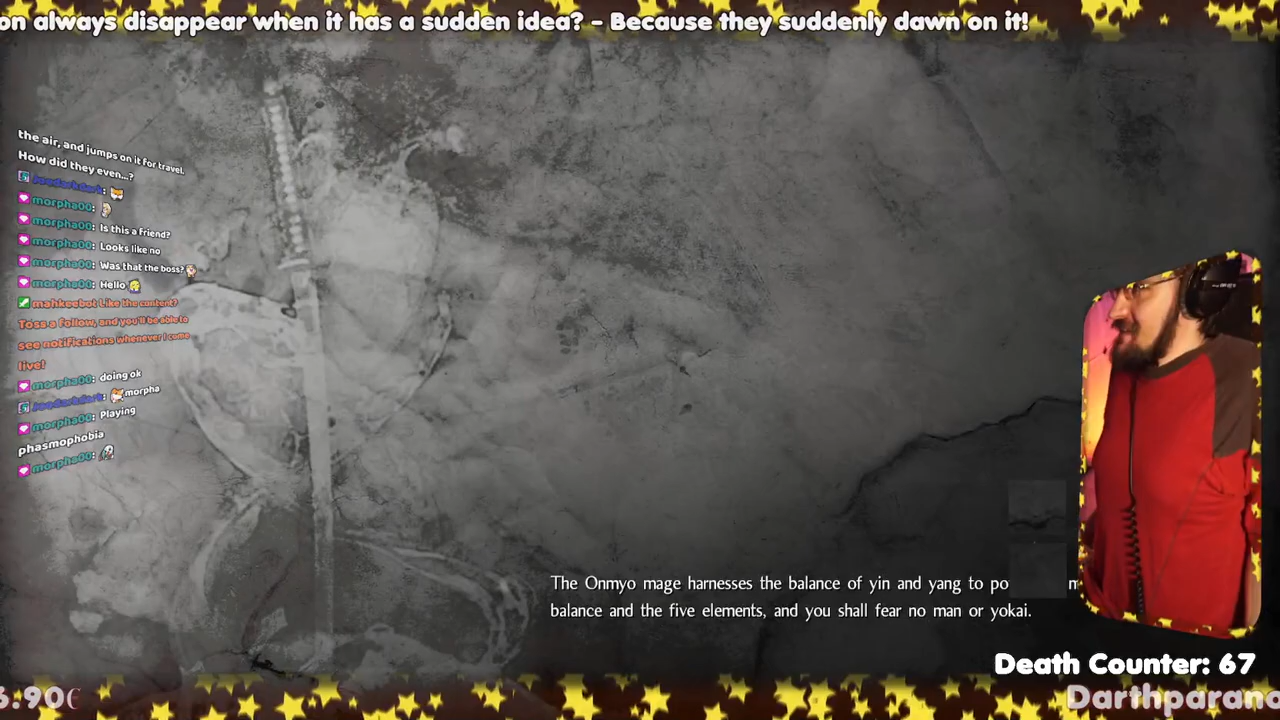 on always disappear when it has a sudden idea? - Because they suddenly dawn on it!
the air, and jumps on it for travel.
How did they even...?
Joedarkdark:
morpha00:
morpha00: Is this a friend?
morpha00: Looks like no
morpha00: Was that the boss?
morpha00: Hello
mahkeebot Like the content?
Toss a follow, and you'll be able to
see notifications whenever I come
live!
morpha00: doing ok
Joedarkdark: morpha
morpha00: Playing
phasmophobia
morpha00:
The Onmyo mage harnesses the balance of yin and yang to po m
balance and the five elements, and you shall fear no man or yokai.
Death Counter: 67
6.90€
Darthparano